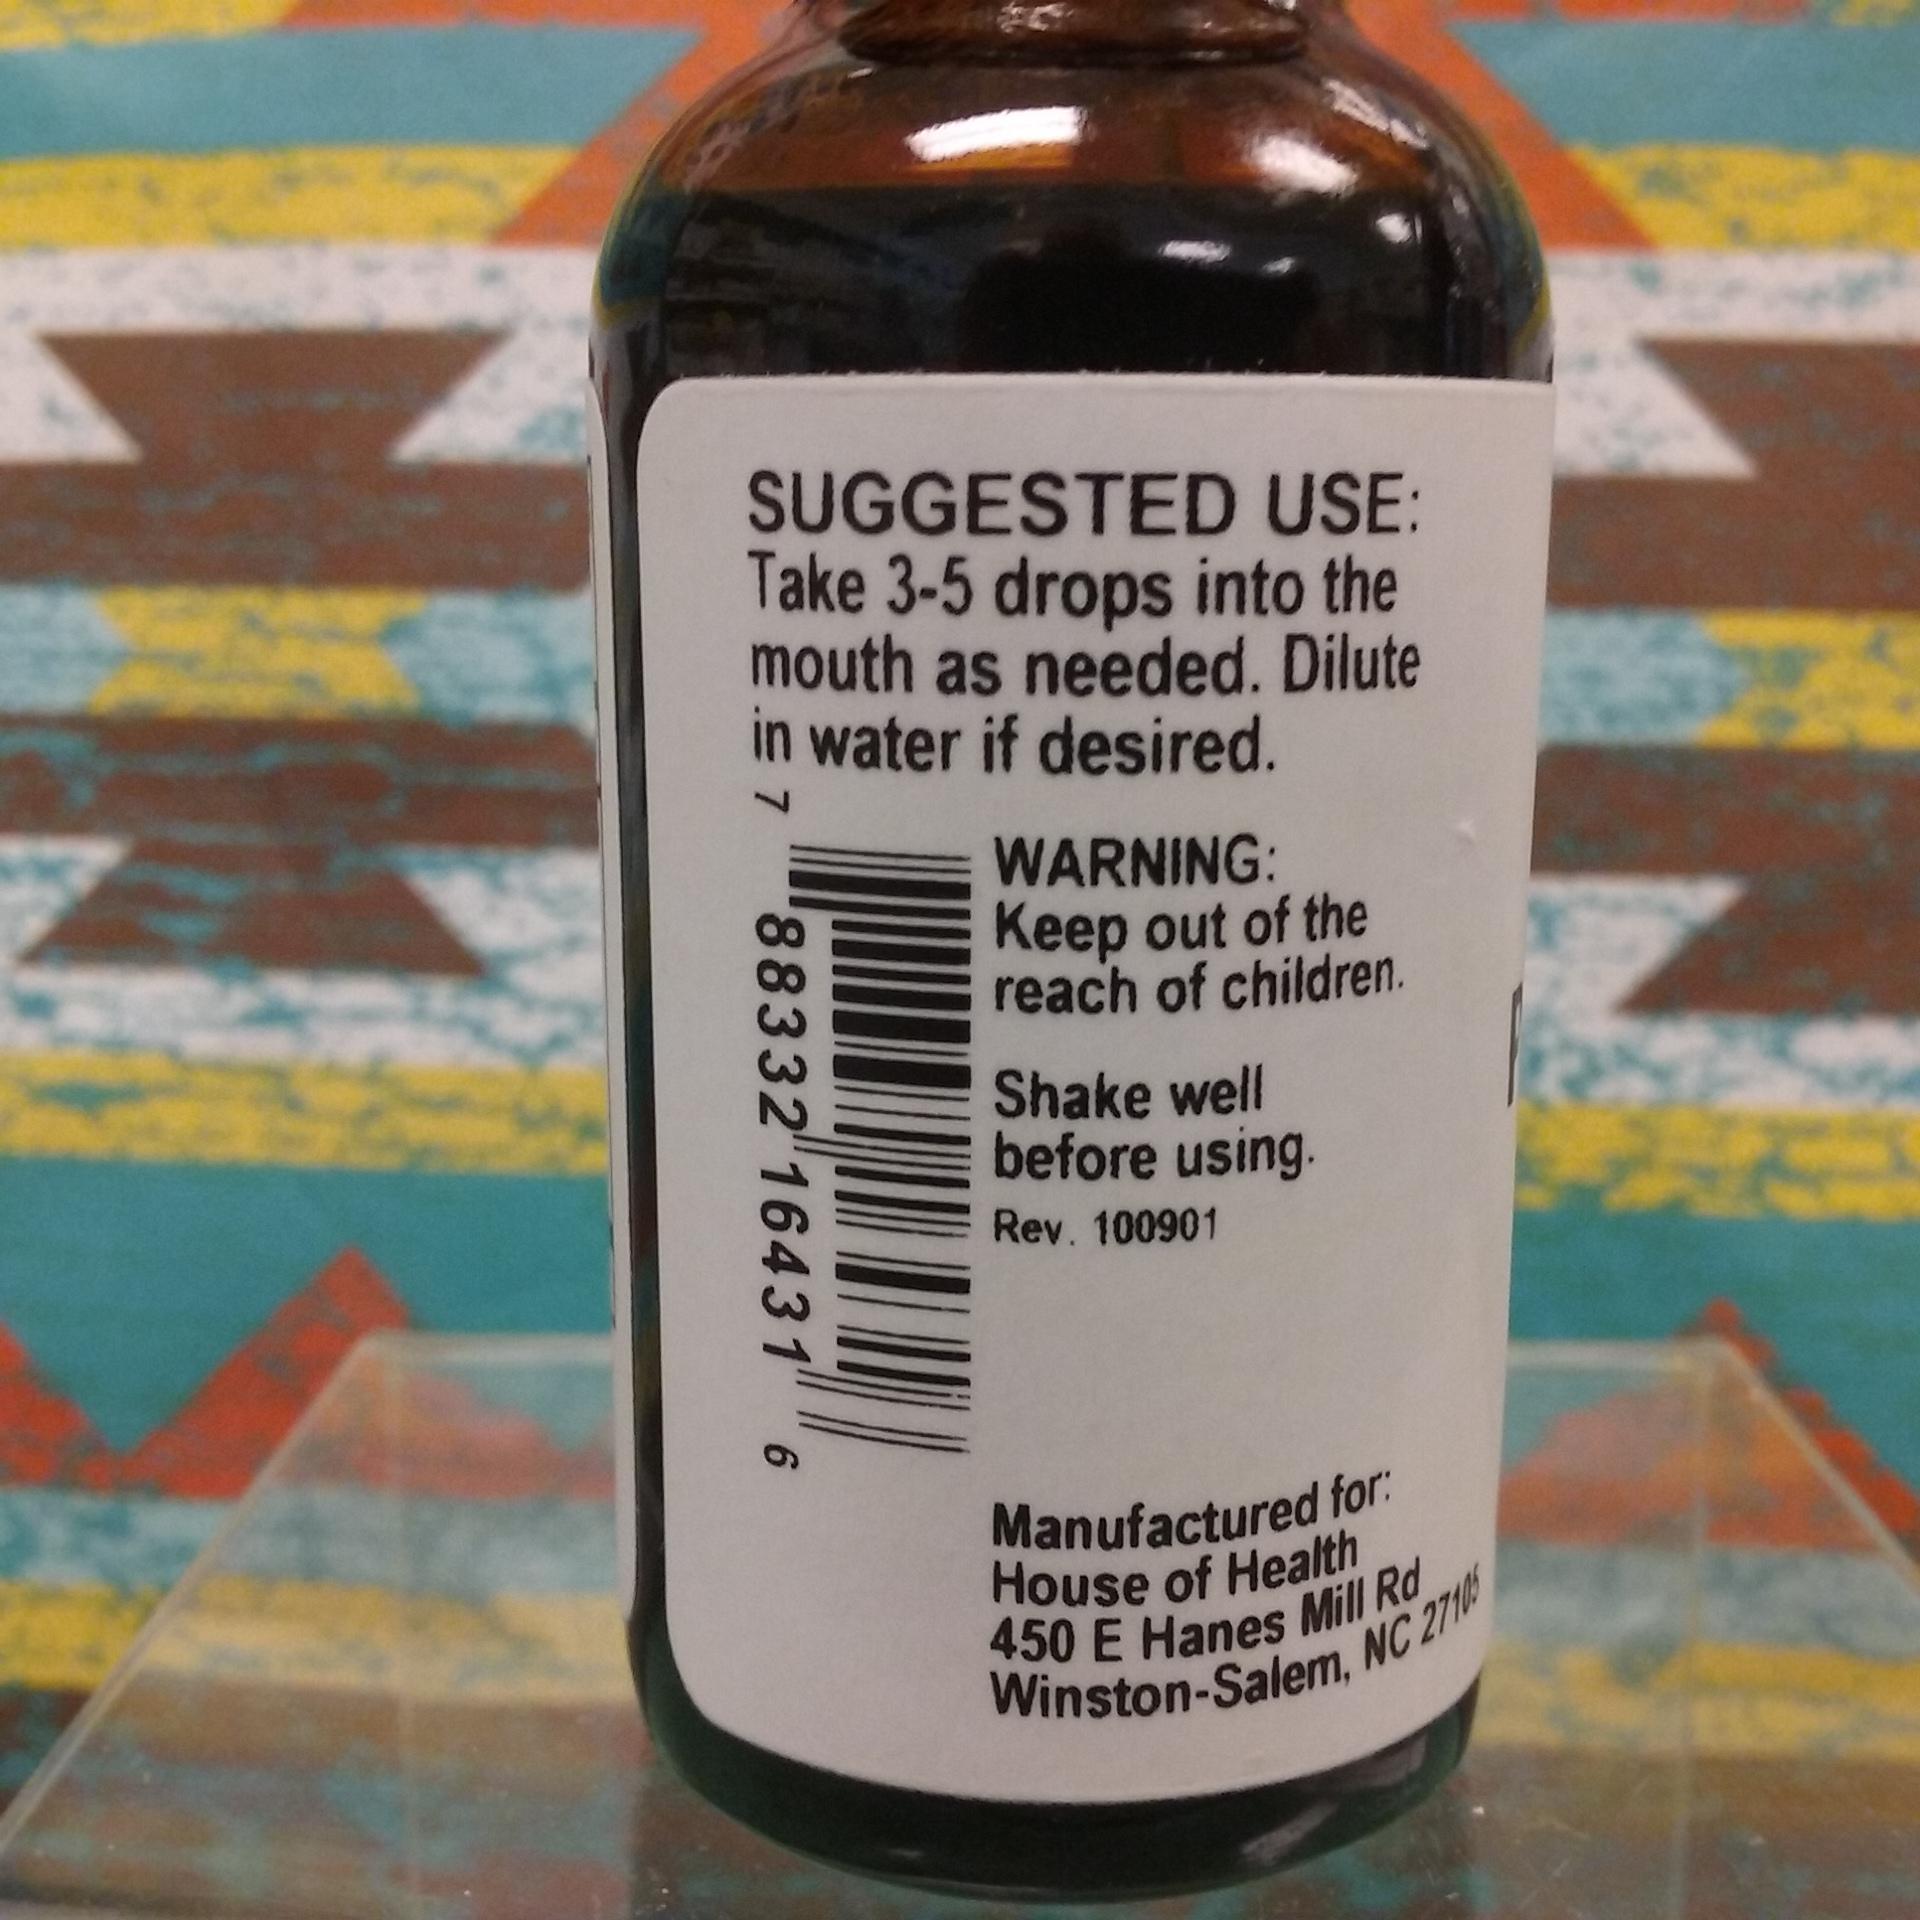 SUGGESTED USE:
Take 3-5 drops into the
mouth as needed. Dilute
in water if desired.
7 88332 16431 6
WARNING:
Keep out of the
reach of children.
Shake well
before using.
Rev. 100901
Manufactured for:
House of Health
450 E Hanes Mill Rd
Winston-Salem, NC 27105